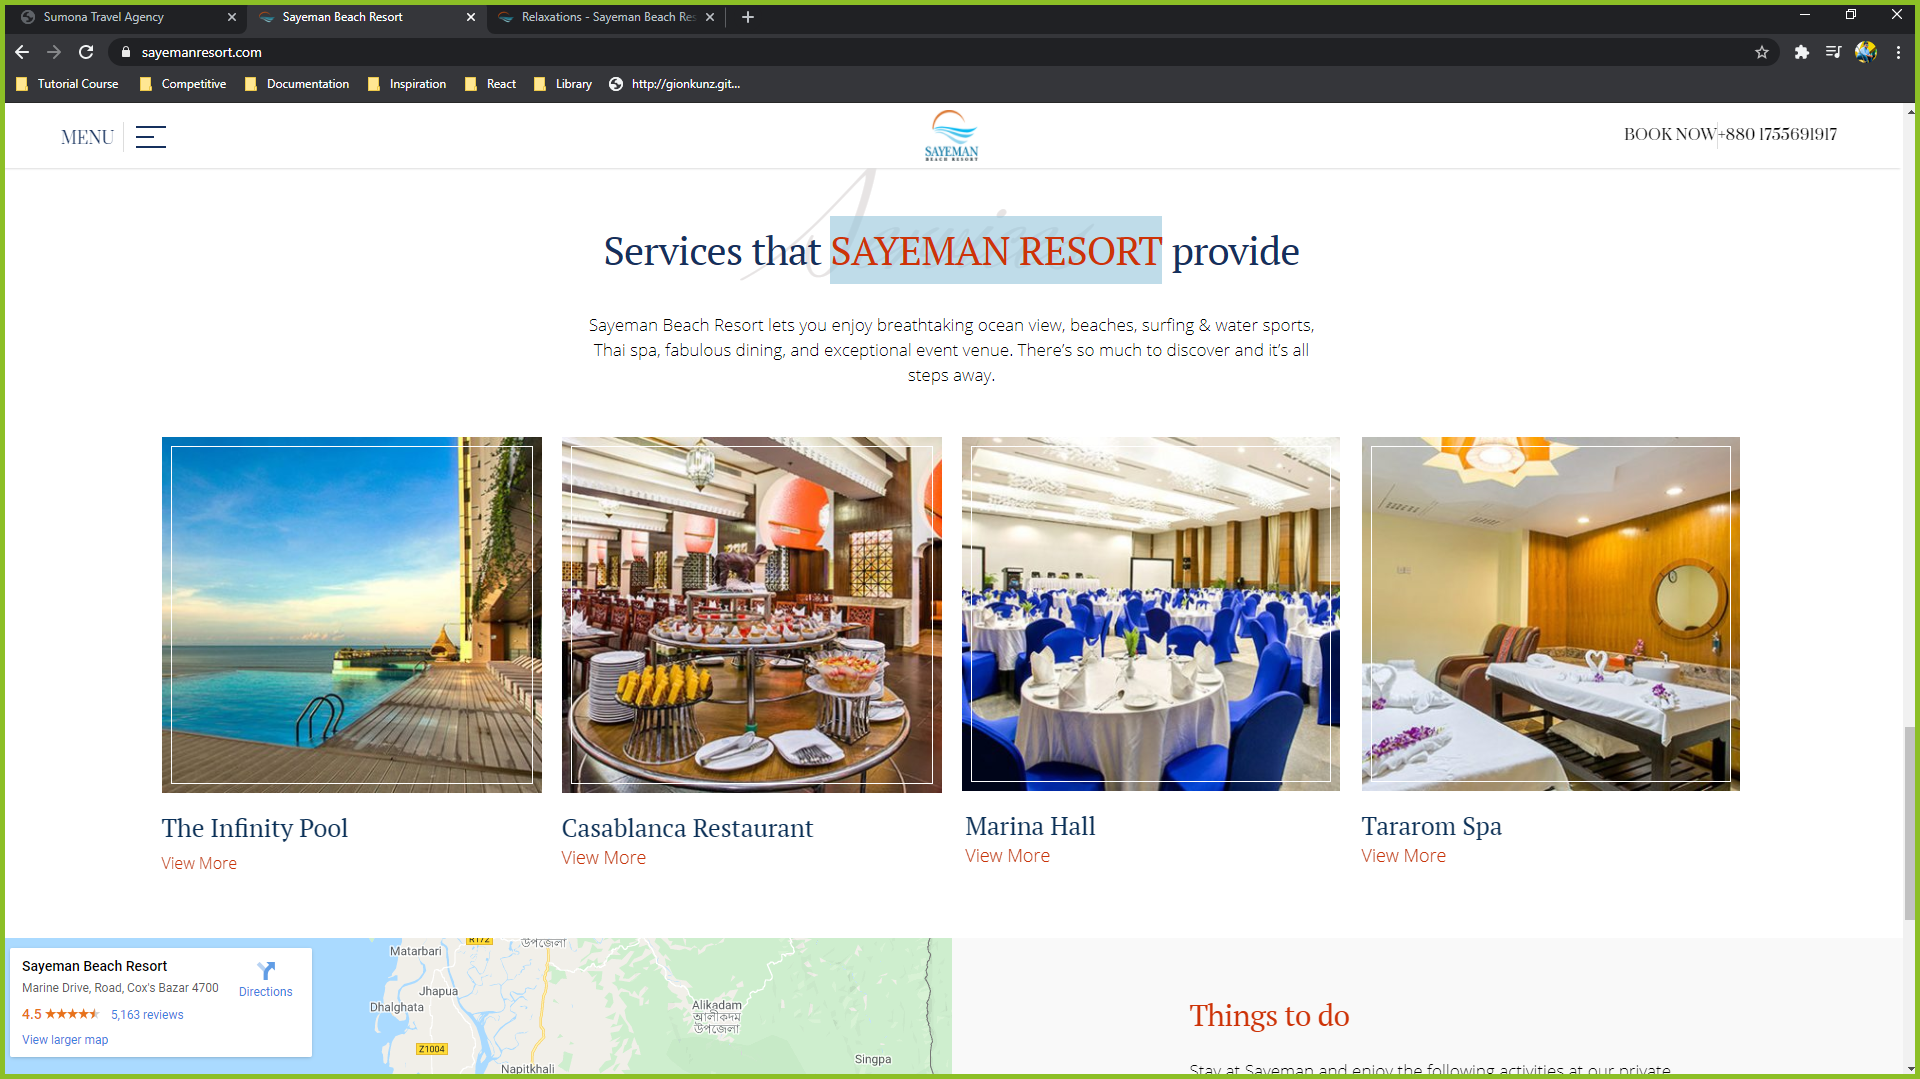 Sumona Travel Agency
Sayeman Beach Resort
Relaxations - Sayeman Beach Res
sayemanresort.com
Tutorial Course
Competitive
Documentation
Inspiration
React
Library
http://gionkunz.git...
MENU
SAYEMAN
BEACH RESORT
BOOK NOW
+880 1755691917
Service
Services that SAYEMAN RESORT provide
Sayeman Beach Resort lets you enjoy breathtaking ocean view, beaches, surfing & water sports,
Thai spa, fabulous dining, and exceptional event venue. There’s so much to discover and it’s all
steps away.
The Infinity Pool
View More
Casablanca Restaurant
View More
Marina Hall
View More
Tararom Spa
View More
Sayeman Beach Resort
Marine Drive, Road, Cox's Bazar 4700
4.5
5,163 reviews
View larger map
Directions
R172
উপজেলা
Matarbari
Jhapua
Dhalghata
Alikadam
আলীকদম
উপজেলা
Z1004
Singpa
Napitkhali
Things to do
Stay at Sayeman and enjoy the following activities at our private